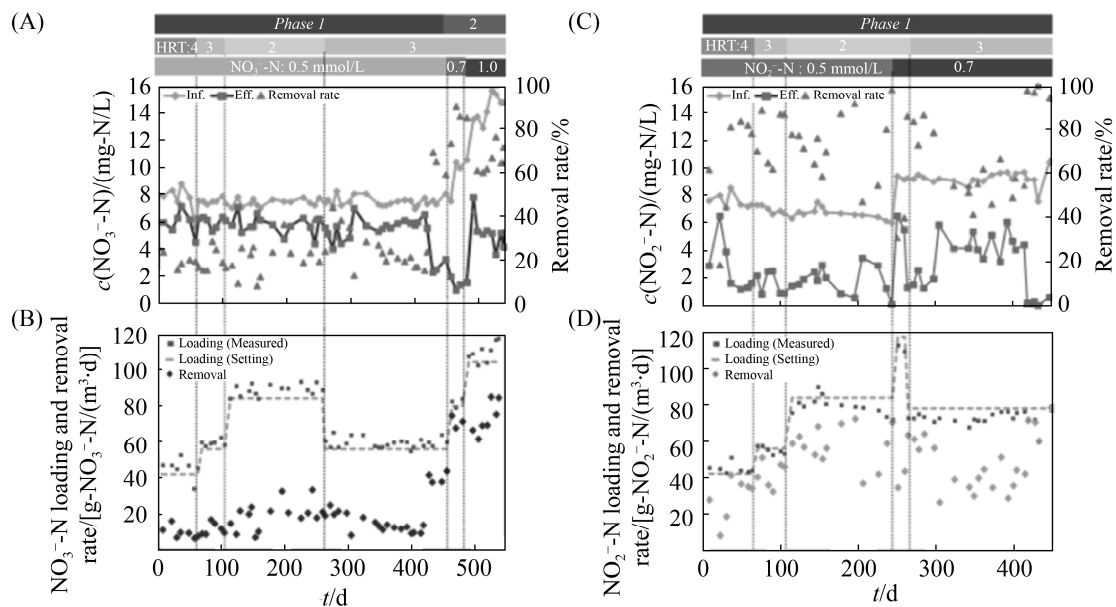 (A)
Phase 1 2
HRT:4 3 2 3
NO₃⁻-N: 0.5 mmol/L 0.7 1.0
Inf. Eff. Removal rate
16
14
12
10
8
6
4
2
0
c(NO₃⁻-N)/(mg-N/L)
100
80
60
40
20
0
Removal rate/%
(B)
Loading (Measured)
Loading (Setting)
Removal
120
100
80
60
40
20
NO₃⁻-N loading and removal
rate/[g-NO₃⁻-N/(m³·d)]
0 100 200 300 400 500
t/d
(C)
Phase 1
HRT:4 3 2 3
NO₂⁻-N : 0.5 mmol/L 0.7
Inf. Eff. Removal rate
16
14
12
10
8
6
4
2
0
c(NO₂⁻-N)/(mg-N/L)
100
80
60
40
20
0
Removal rate/%
(D)
Loading (Measured)
Loading (Setting)
Removal
120
100
80
60
40
20
NO₂⁻-N loading and removal
rate/[g-NO₂⁻-N/(m³·d)]
0 100 200 300 400
t/d